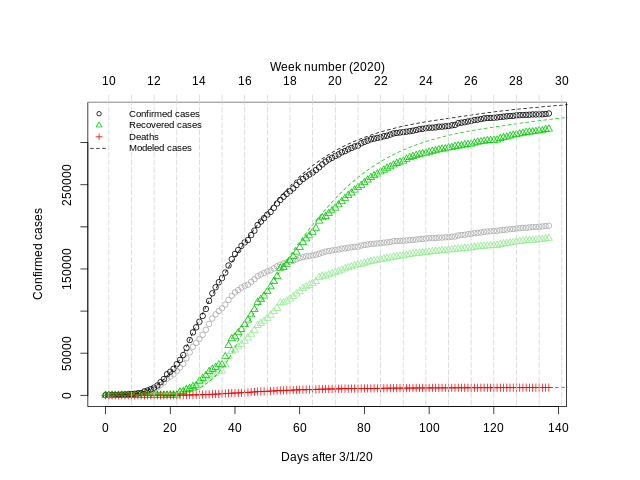 Week number (2020)
10 12 14 16 18 20 22 24 26 28 30
Confirmed cases
Recovered cases
Deaths
Modeled cases
Confirmed cases
0 50000 150000 250000
0 20 40 60 80 100 120 140
Days after 3/1/20